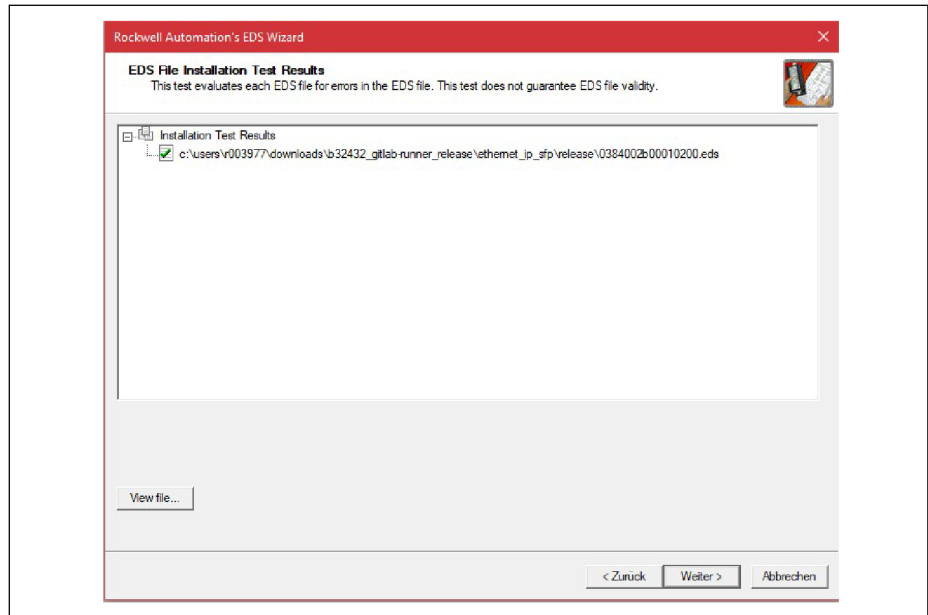 Rockwell Automation's EDS Wizard
EDS File Installation Test Results
This test evaluates each EDS file for errors in the EDS file. This test does not guarantee EDS file validity.
Installation Test Results
c:\users\r003977\downloads\b32432_gitlab-runner_release\ethernet_ip_sfp\release\0384002b00010200.eds
View file...
< Zurück
Weiter >
Abbrechen